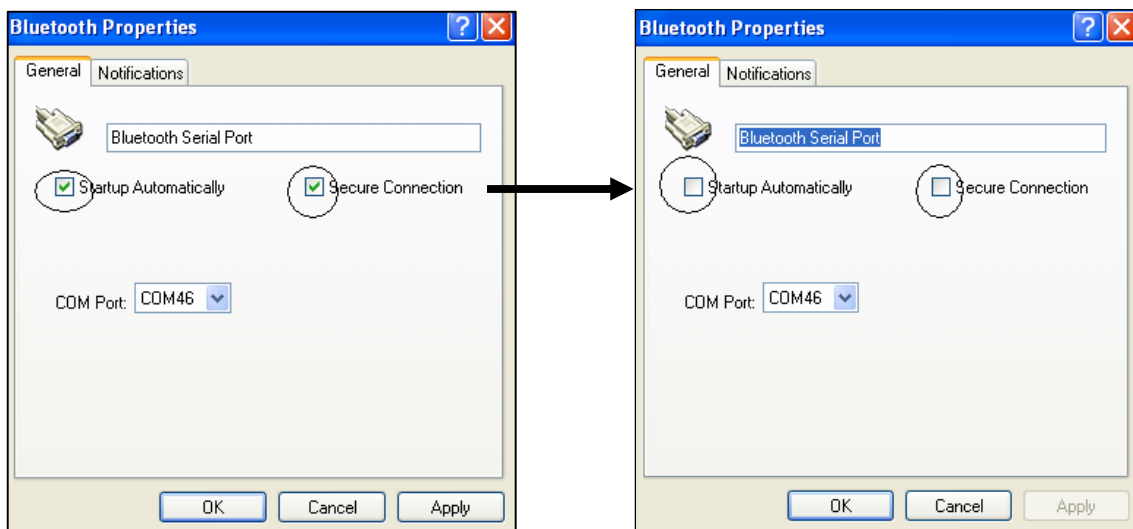 Bluetooth Properties
General Notifications
Bluetooth Serial Port
Startup Automatically Secure Connection
COM Port: COM46
OK Cancel Apply
Bluetooth Properties
General Notifications
Bluetooth Serial Port
Startup Automatically Secure Connection
COM Port: COM46
OK Cancel Apply